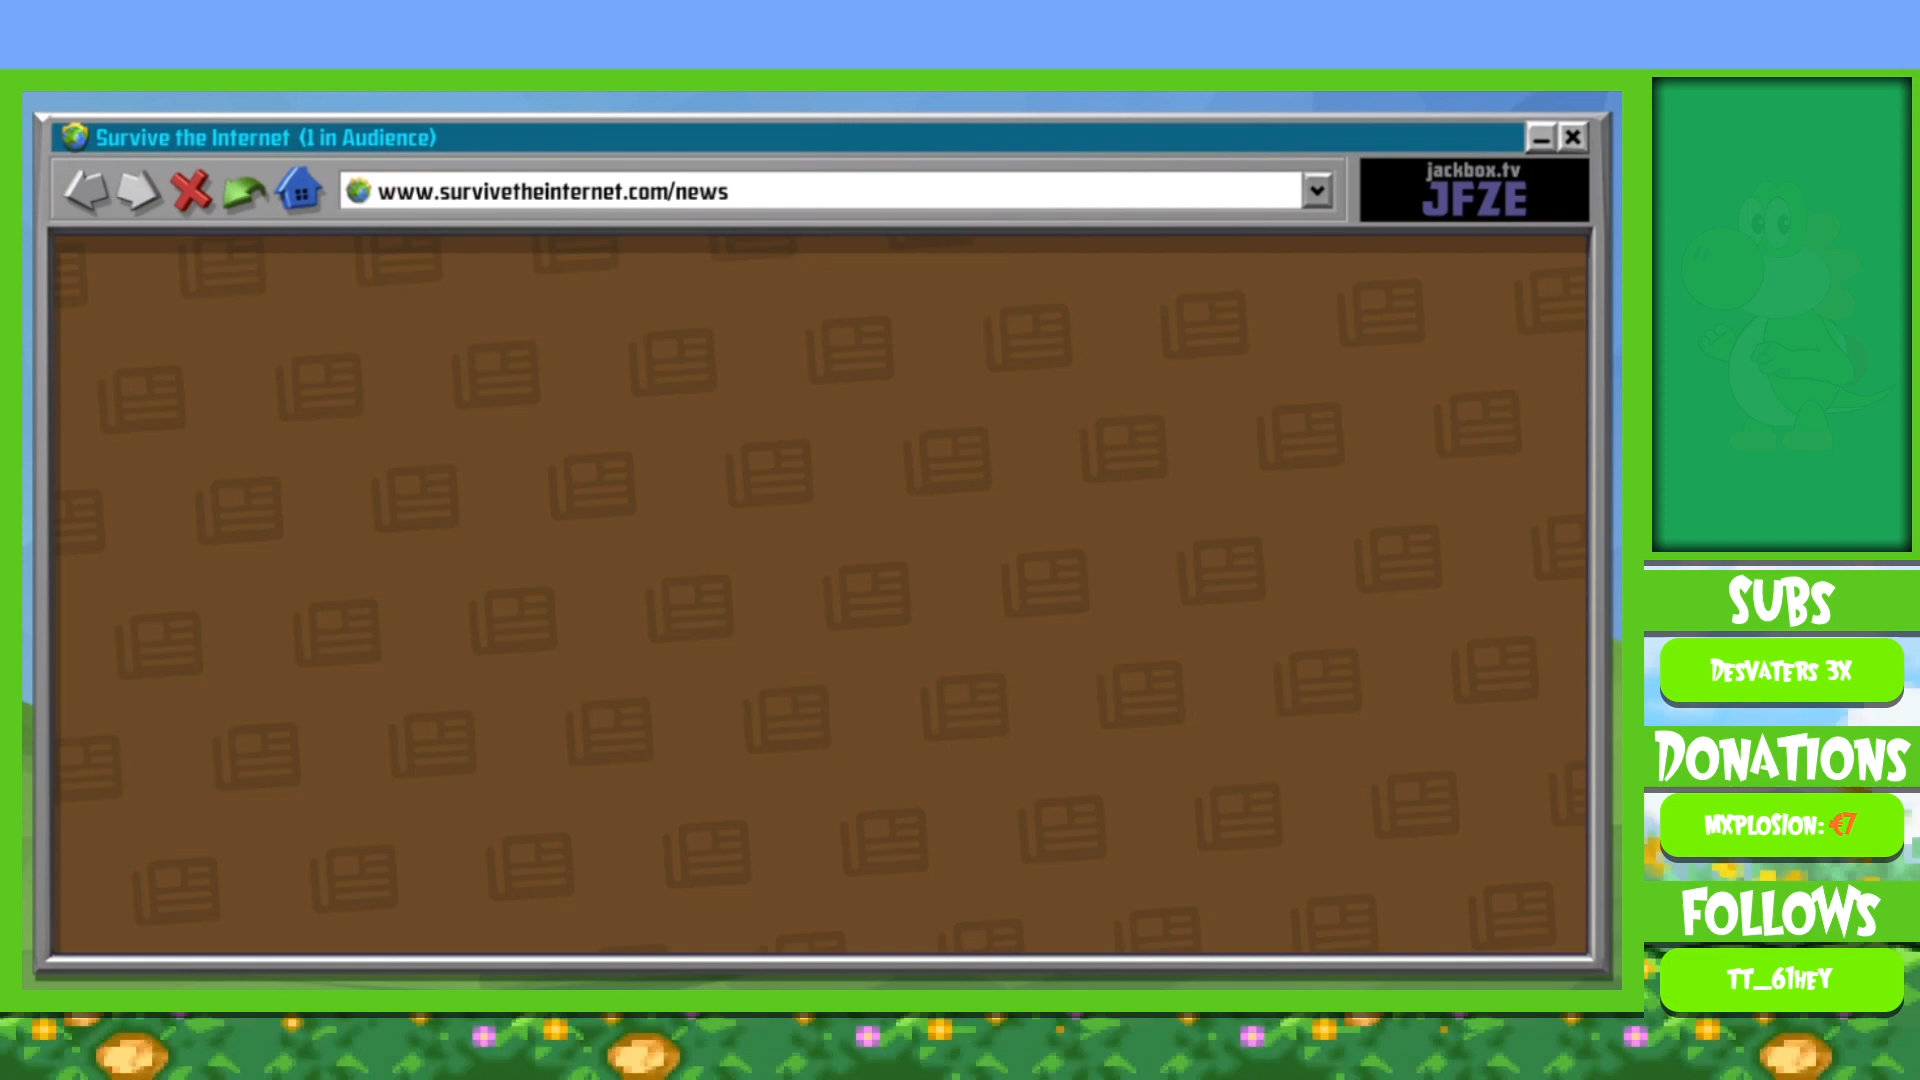 Survive the Internet (1 in Audience)
www.survivetheinternet.com/news
jackbox.tv
JFZE
SUBS
DESVATERS 3X
DONATIONS
MXPLOSION: €7
FOLLOWS
TT_61HEY